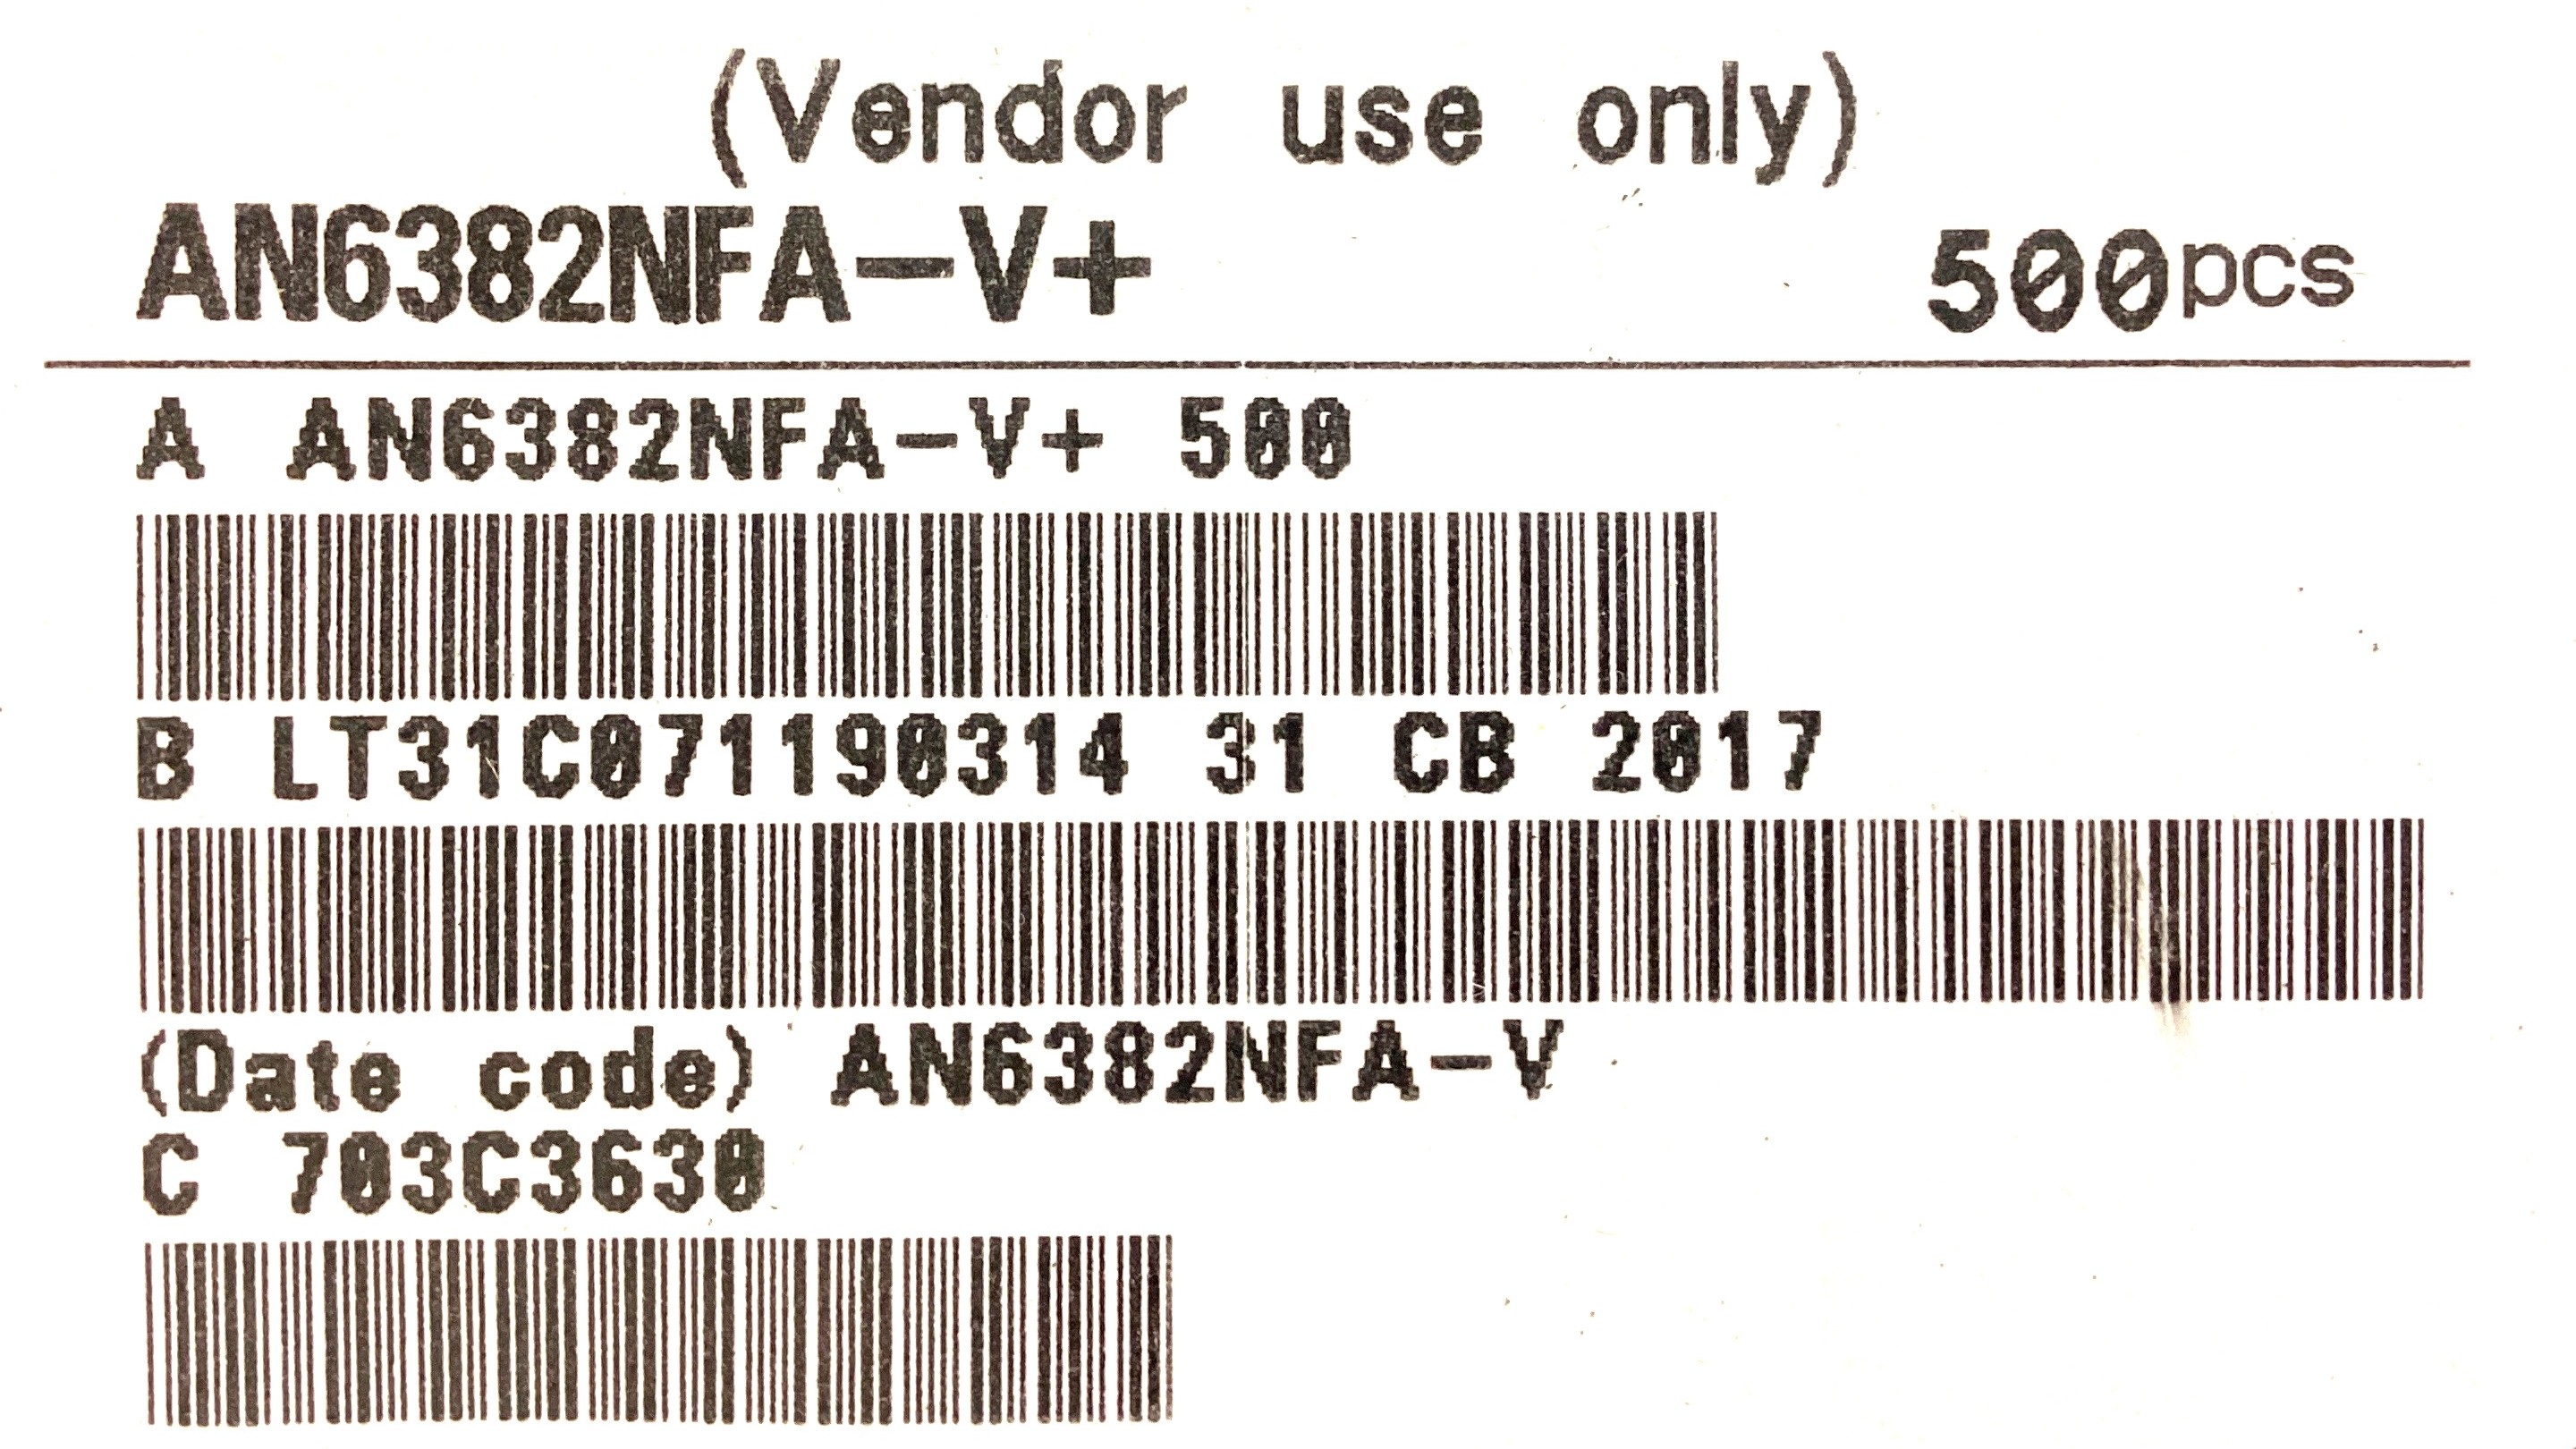 (Vendor use only)
AN6382NFA-V+ 500pcs
A AN6382NFA-V+ 500
B LT31C071190314 31 CB 2017
(Date code) AN6382NFA-V
C 703C3630